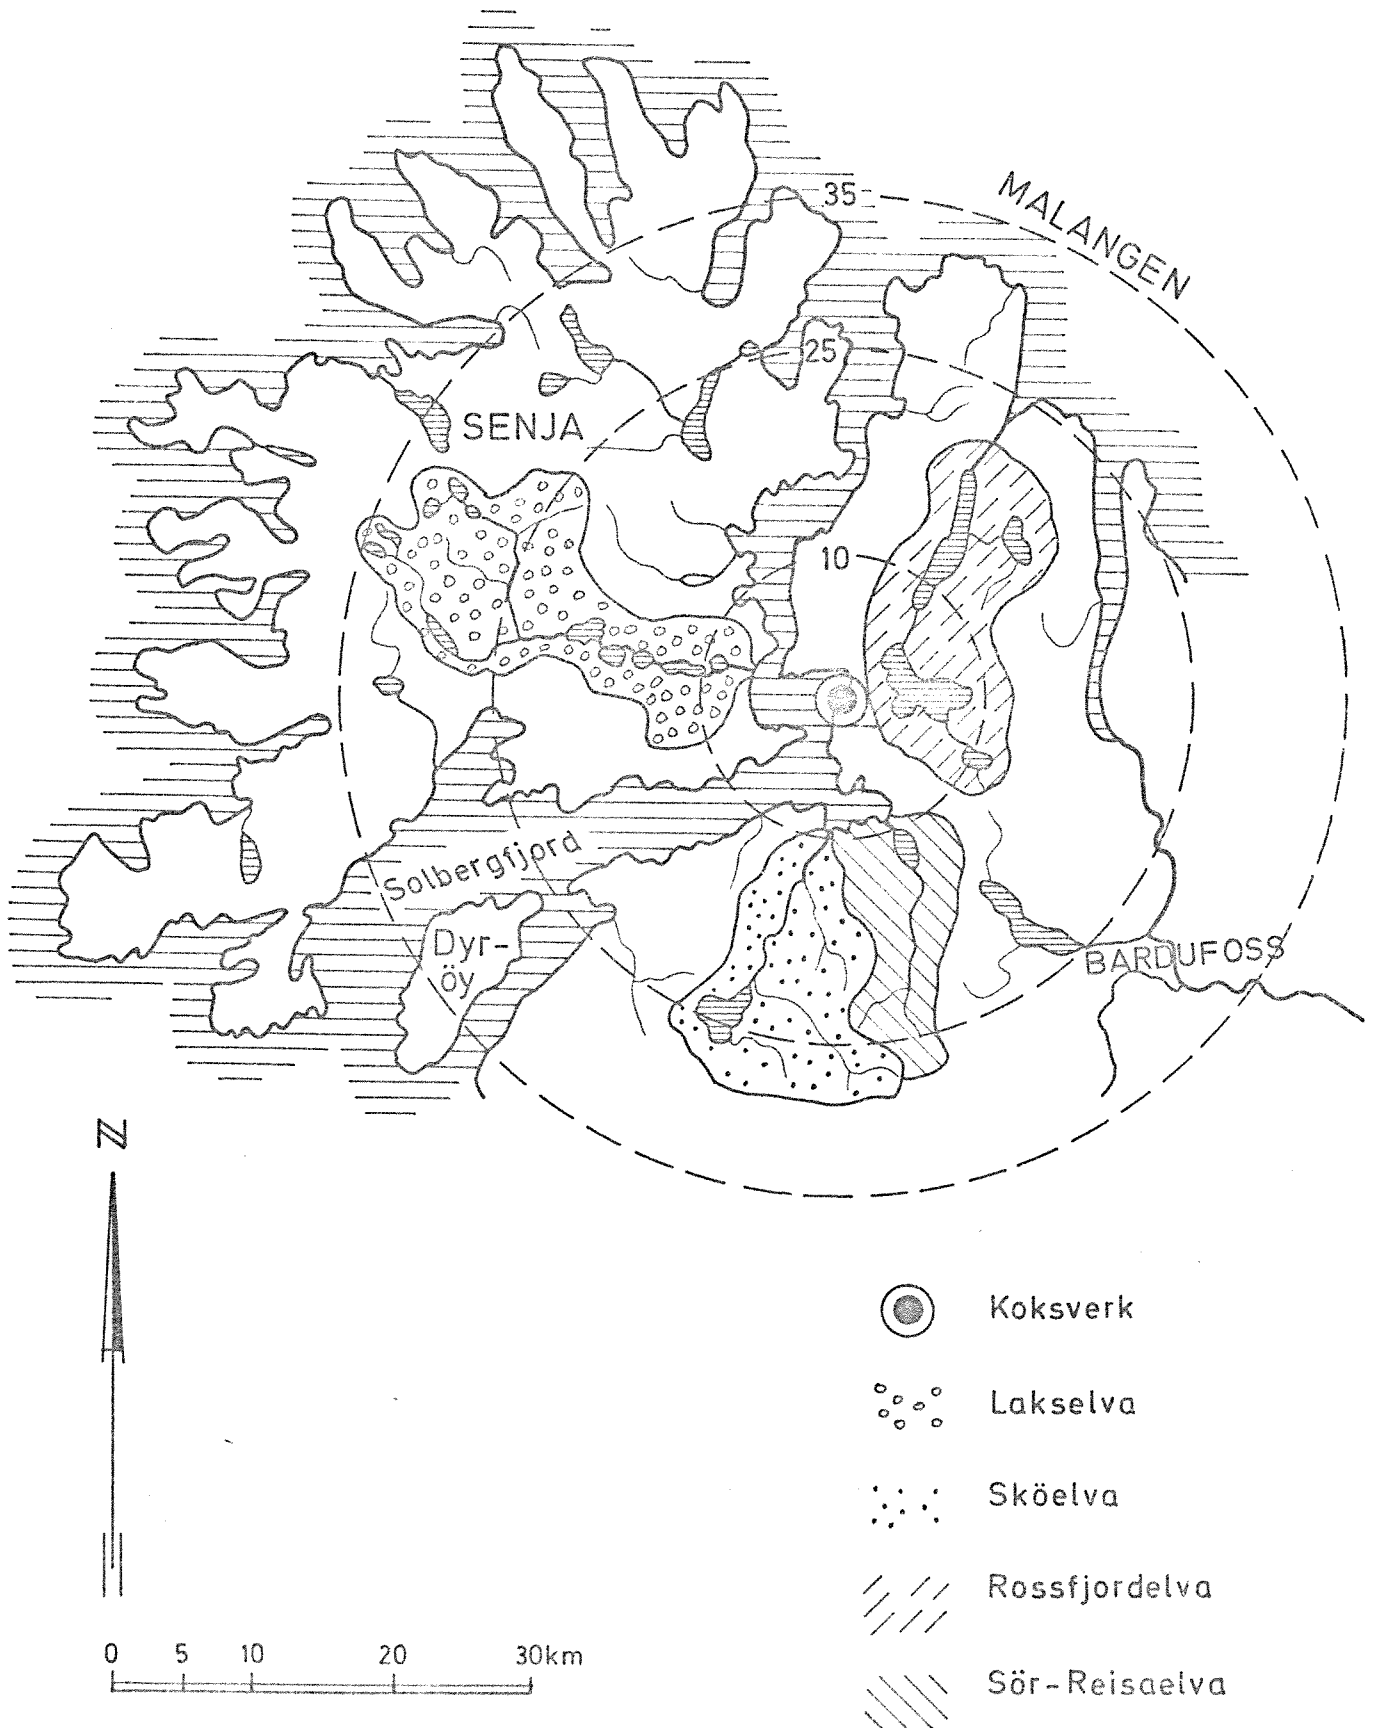 35
MALANGEN
25
SENJA
10
Solbergfjord
Dyr-
öy
BARDUFOSS
N
Koksverk
Lakselva
Sköelva
Rossfjordelva
0 5 10 20 30km
Sör-Reisaelva